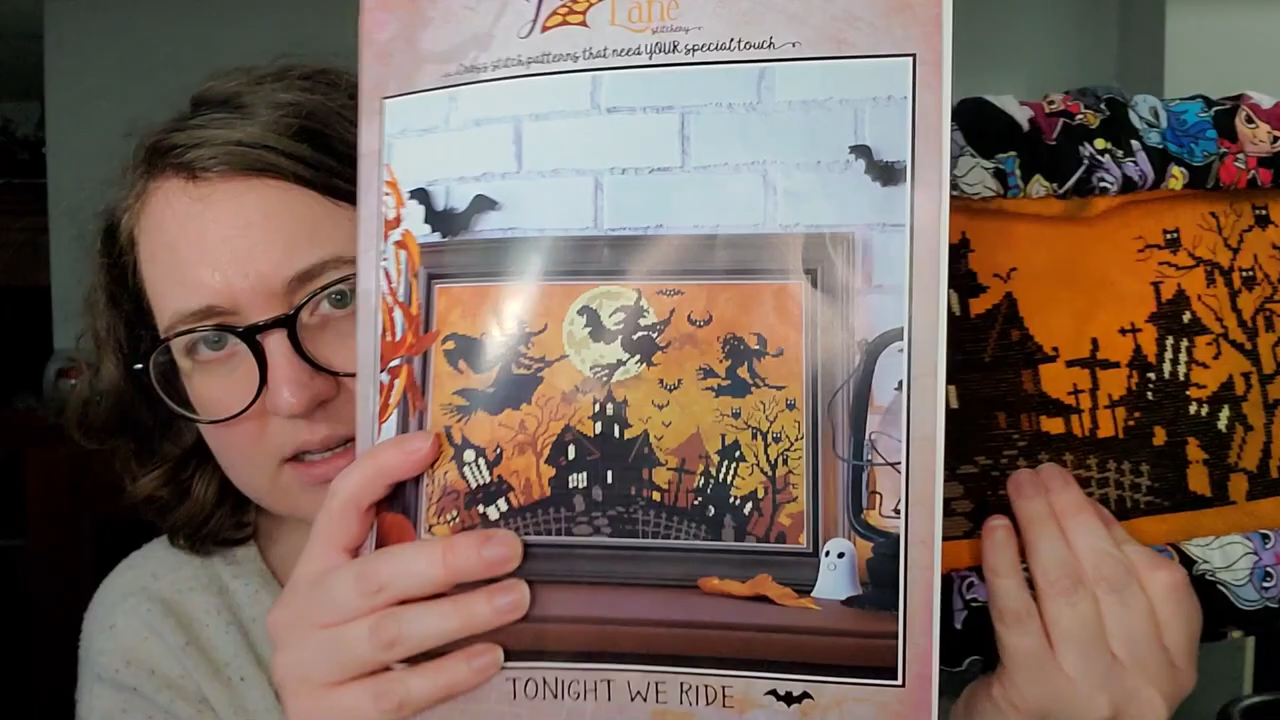 Lane
stitchery
cross stitch patterns that need YOUR special touch
TONIGHT WE RIDE